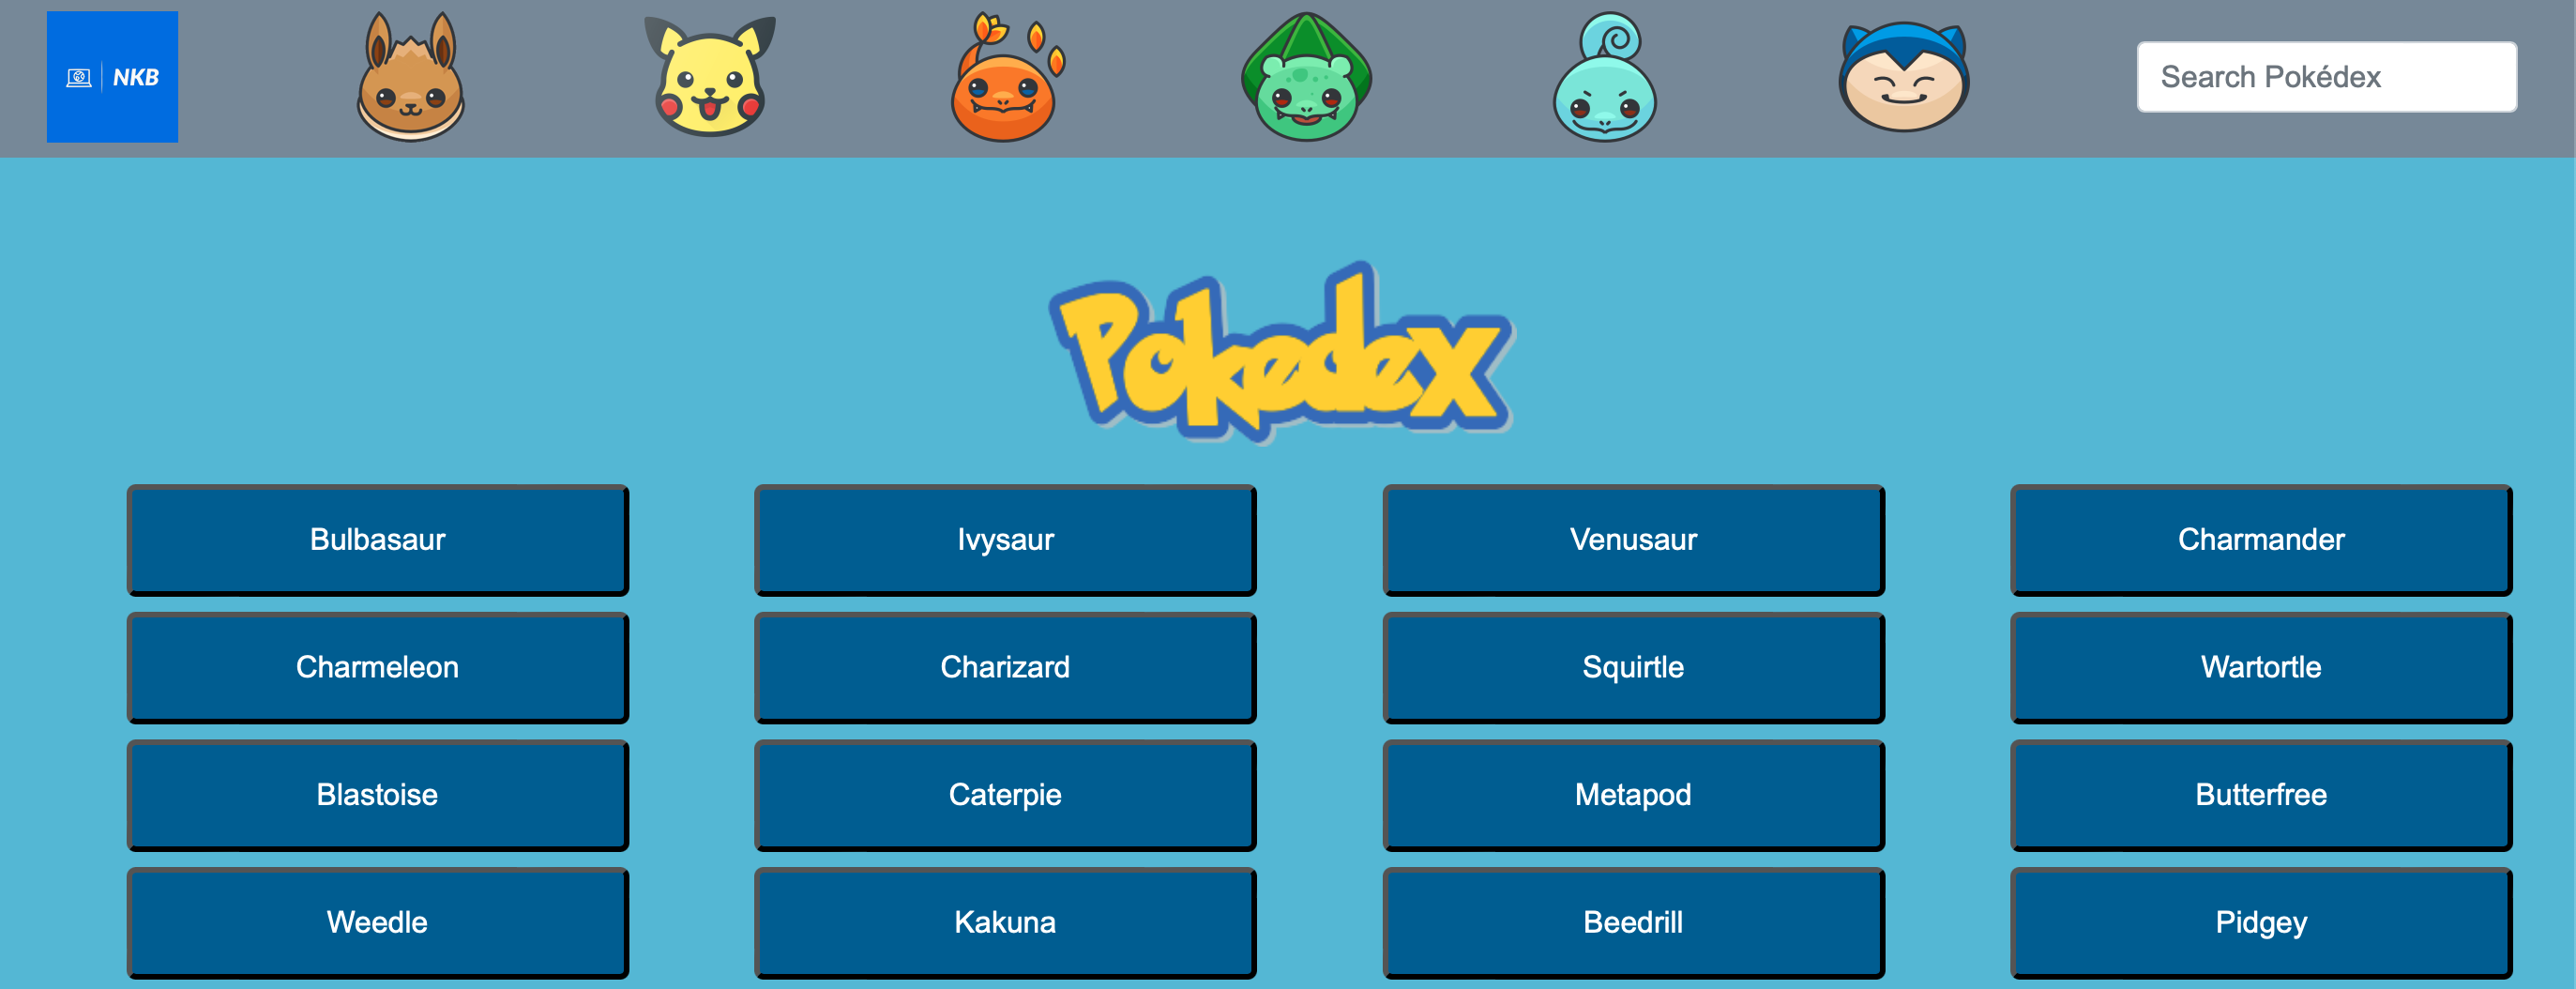 NKB
Search Pokédex
Pokedex
Bulbasaur
Ivysaur
Venusaur
Charmander
Charmeleon
Charizard
Squirtle
Wartortle
Blastoise
Caterpie
Metapod
Butterfree
Weedle
Kakuna
Beedrill
Pidgey